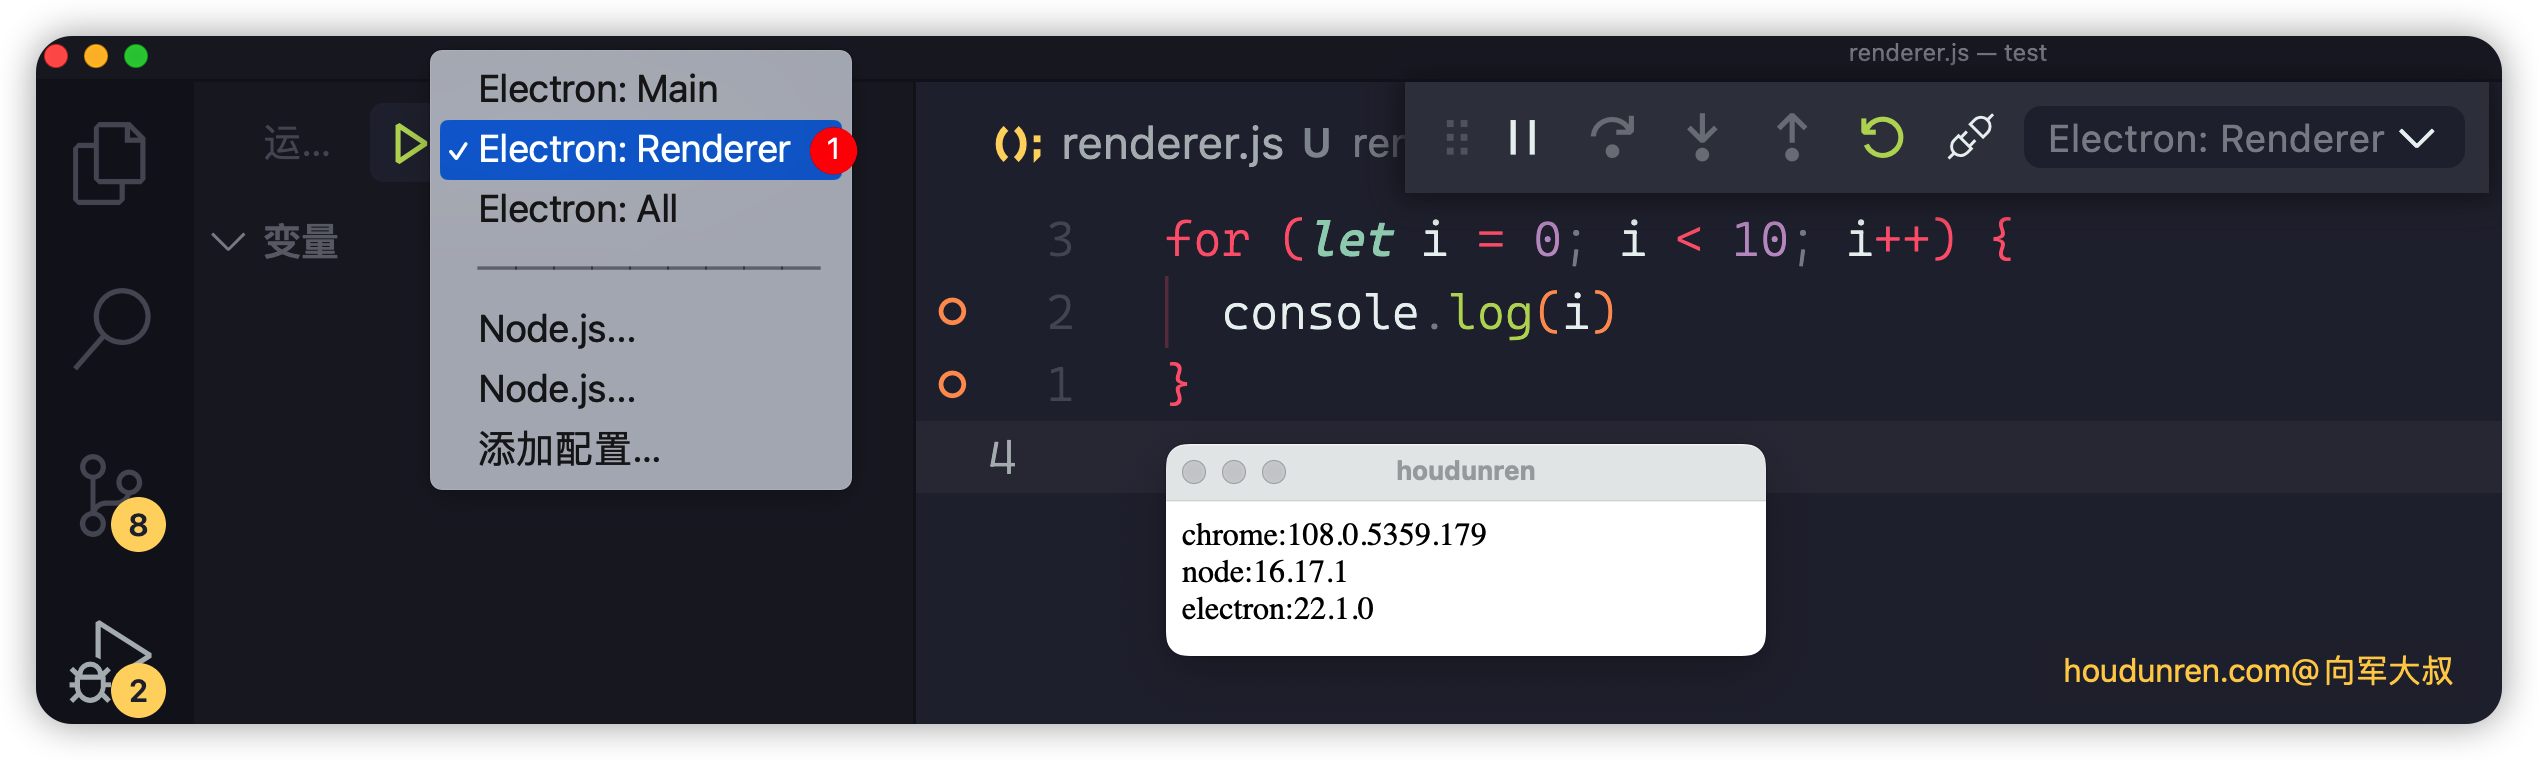 renderer.js — test
运...
Electron: Main
✓ Electron: Renderer 1
Electron: All
变量
Node.js...
Node.js...
添加配置...
8
2
(); renderer.js U rer
Electron: Renderer
3 for (let i = 0; i < 10; i++) {
2 console.log(i)
1 }
4
houdunren
chrome:108.0.5359.179
node:16.17.1
electron:22.1.0
houdunren.com@向军大叔